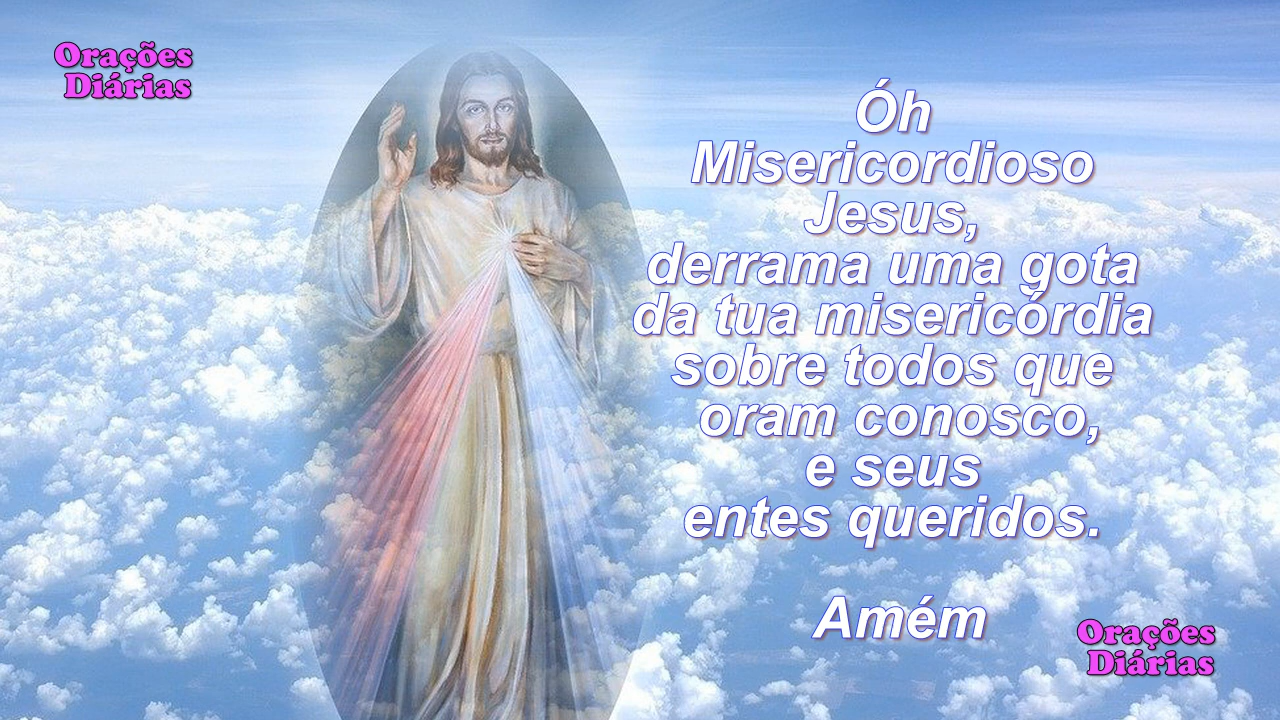 Orações
Diárias
Óh
Misericordioso
Jesus,
derrama uma gota
da tua misericórdia
sobre todos que
oram conosco,
e seus
entes queridos.
Amém
Orações
Diárias